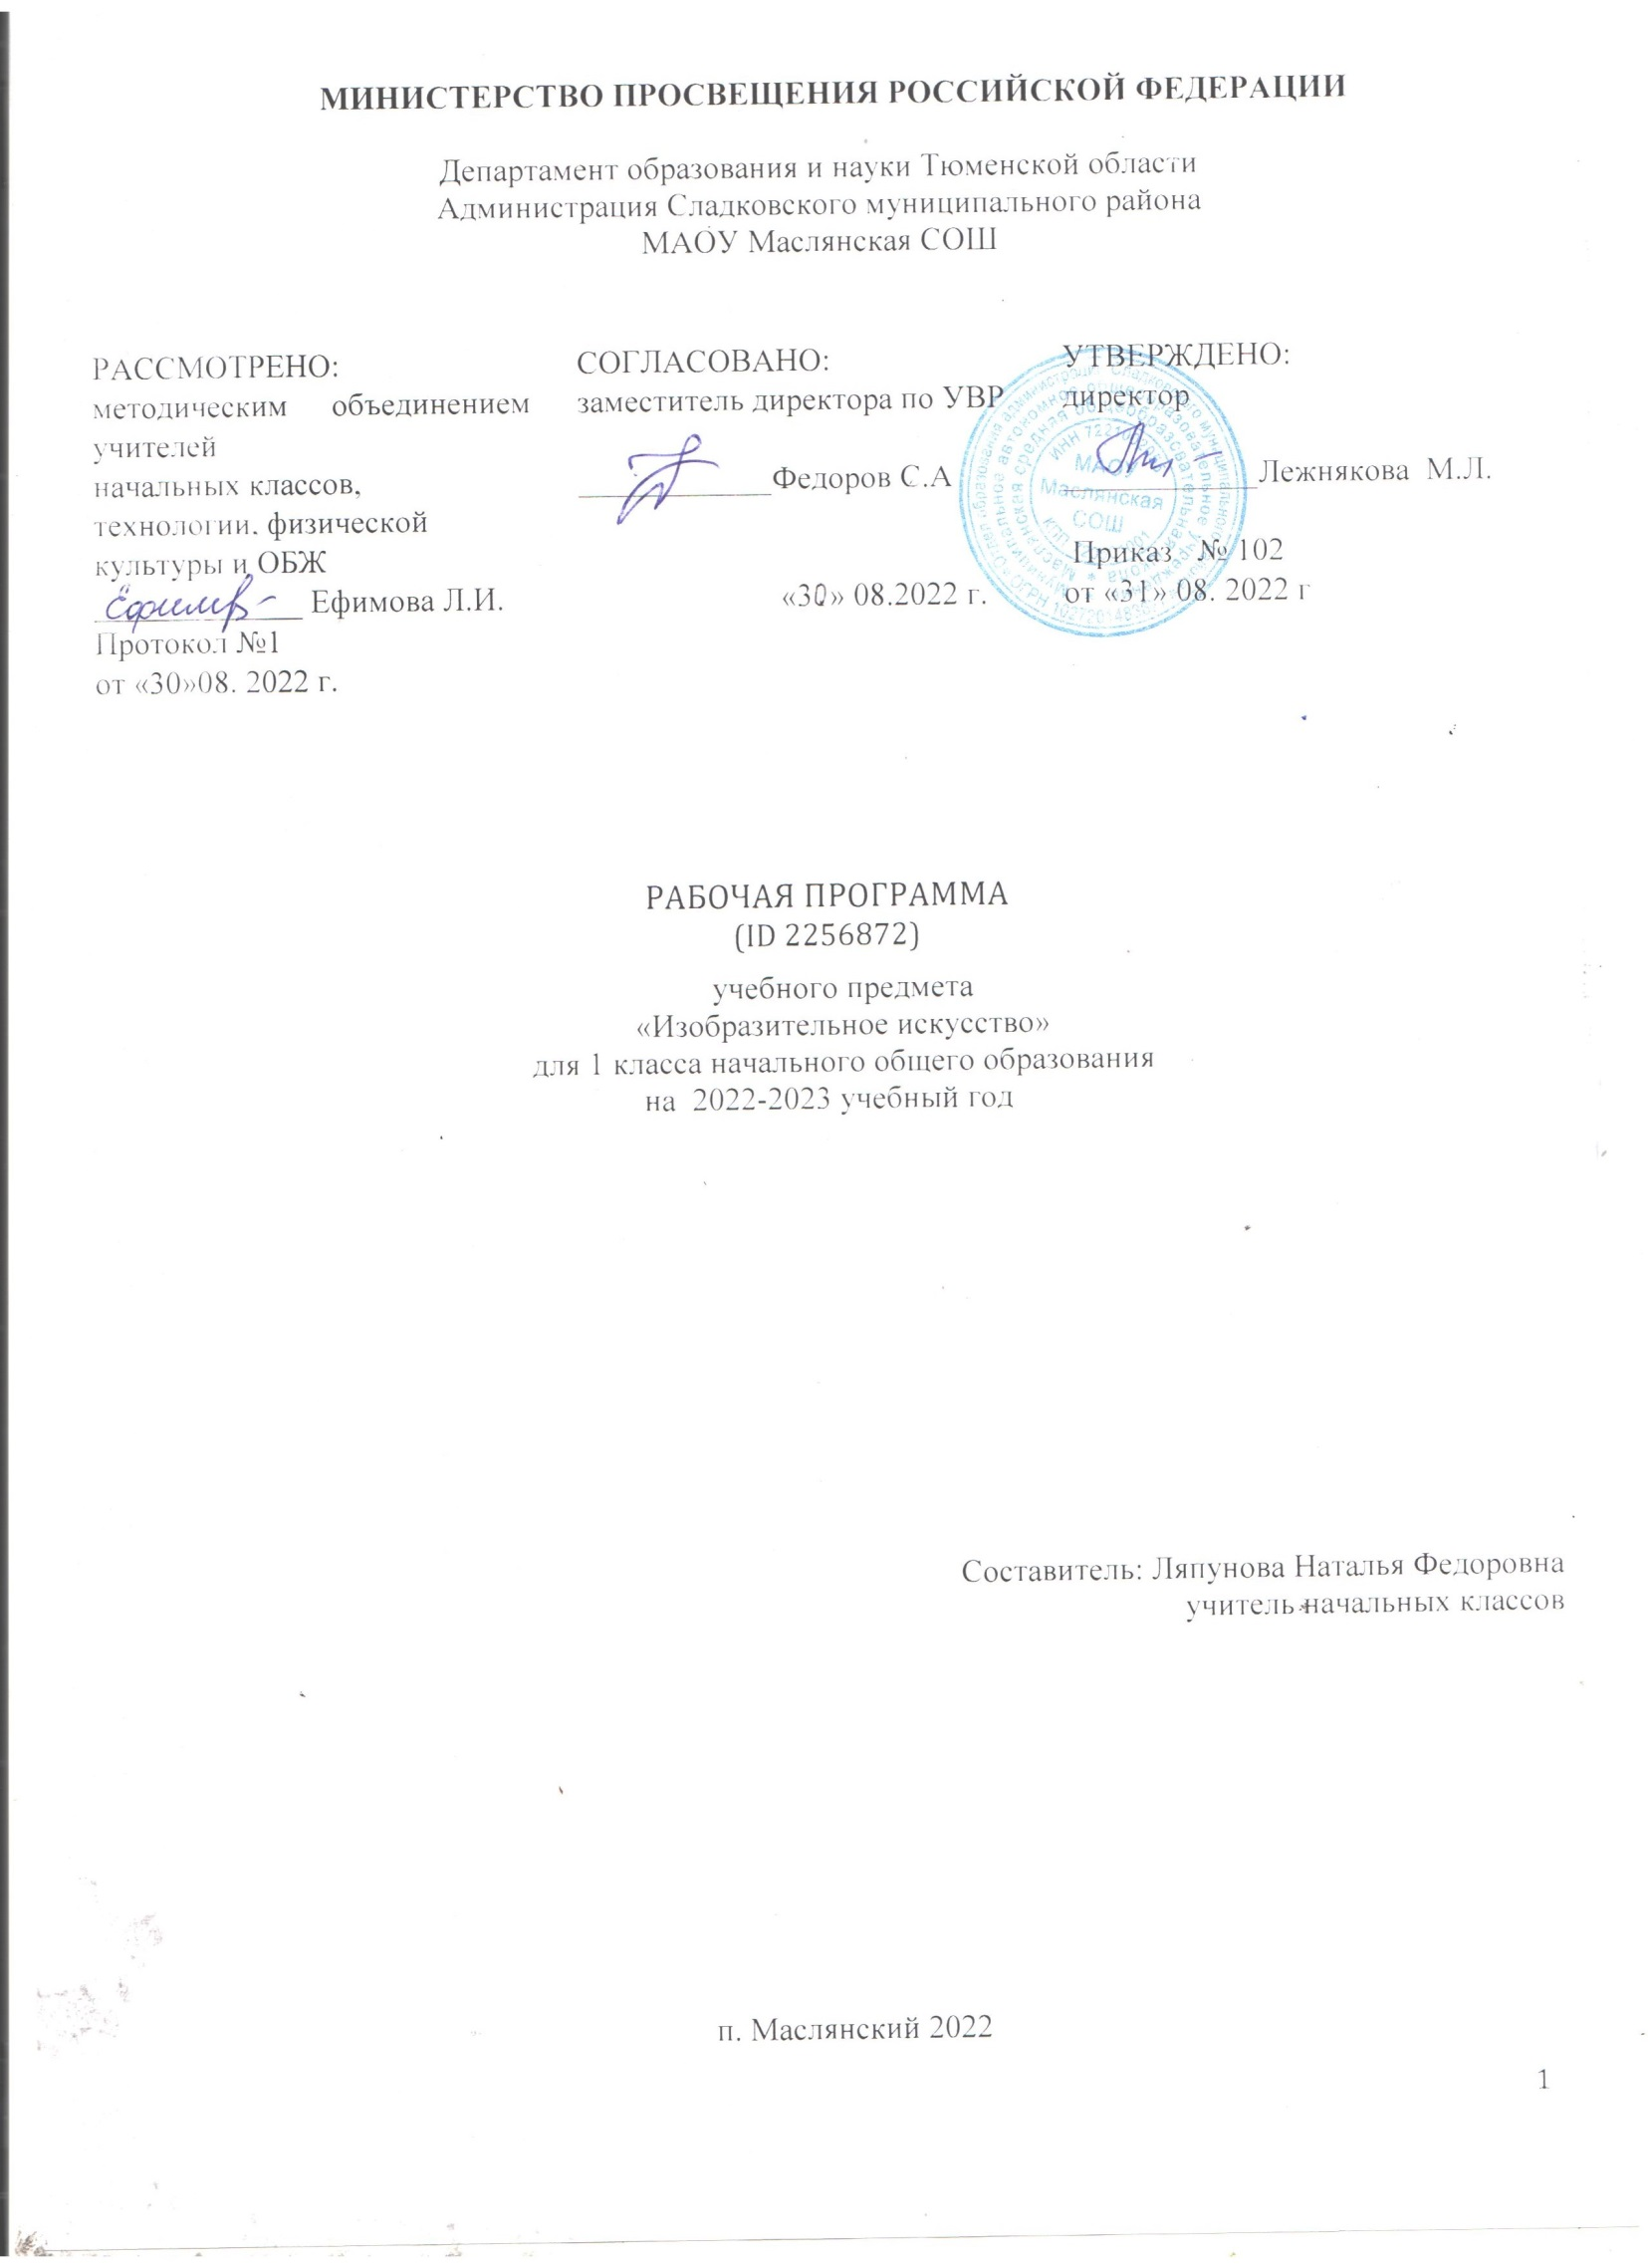 МИНИСТЕРСТВО ПРОСВЕЩЕНИЯ РОССИЙСКОЙ ФЕДЕРАЦИИ
Департамент образования и науки Тюменской области
Администрация Сладковского муниципального района
МАОУ Маслянская СОШ
РАССМОТРЕНО:
методическим объединением
учителей
начальных классов,
технологии, физической
культуры и ОБЖ
Ефимова Л.И.
Протокол №1
от «30»08. 2022 г.
СОГЛАСОВАНО:
заместитель директора по УВР
Федоров С.А
«30» 08.2022 г.
УТВЕРЖДЕНО:
директор
Лежнякова М.Л.
Приказ № 102
от «31» 08. 2022 г
МАОУ
Маслянская
СОШ
РАБОЧАЯ ПРОГРАММА
(ID 2256872)
учебного предмета
«Изобразительное искусство»
для 1 класса начального общего образования
на 2022-2023 учебный год
Составитель: Ляпунова Наталья Федоровна
учитель начальных классов
п. Маслянский 2022
1